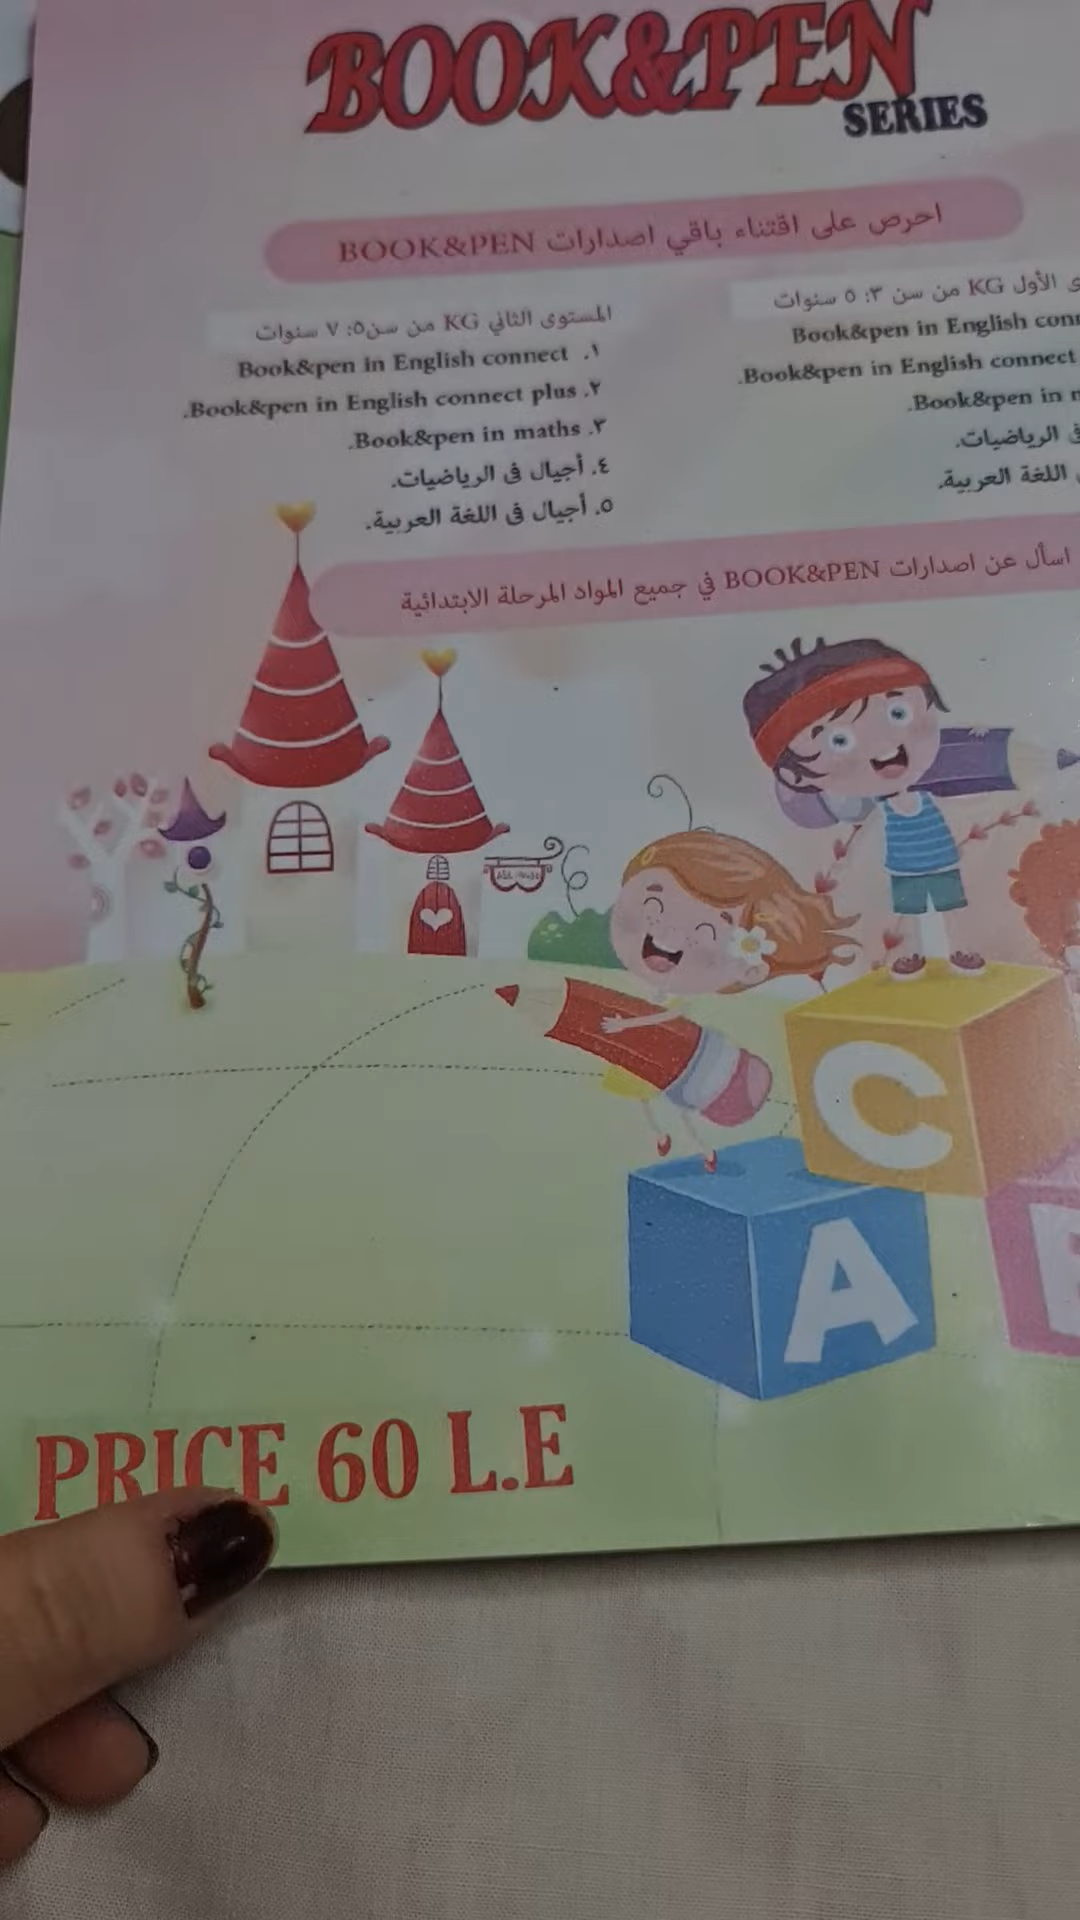 BOOK&PEN
SERIES
احرص على اقتناء باقي اصدارات BOOK&PEN
الأول KG من سن ٣: ٥ سنوات
Book&pen in English
Book&pen in English connect
Book&pen in
الرياضيات.
اللغة العربية.
المستوى الثاني KG من سن٥: ٧ سنوات
١. Book&pen in English connect
٢. Book&pen in English connect plus.
٣. Book&pen in maths.
٤. أجيال فى الرياضيات.
٥. أجيال فى اللغة العربية.
اسأل عن اصدارات BOOK&PEN في جميع المواد المرحلة الابتدائية
C
A
PRICE 60 L.E